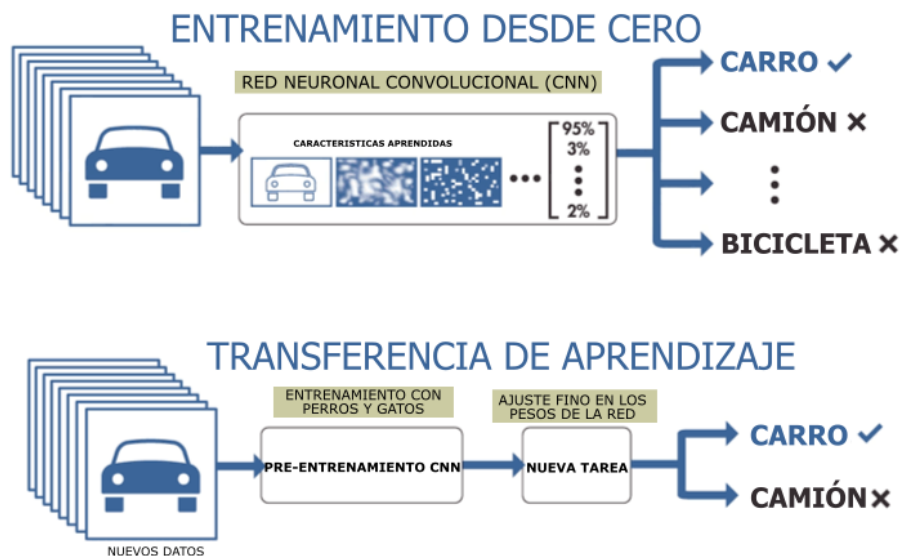 ENTRENAMIENTO DESDE CERO
RED NEURONAL CONVOLUCIONAL (CNN)
CARACTERISTICAS APRENDIDAS
95%
3%
2%
CARRO
CAMIÓN
BICICLETA
TRANSFERENCIA DE APRENDIZAJE
ENTRENAMIENTO CON
PERROS Y GATOS
AJUSTE FINO EN LOS
PESOS DE LA RED
PRE-ENTRENAMIENTO CNN
NUEVA TAREA
CARRO
CAMIÓN
NUEVOS DATOS